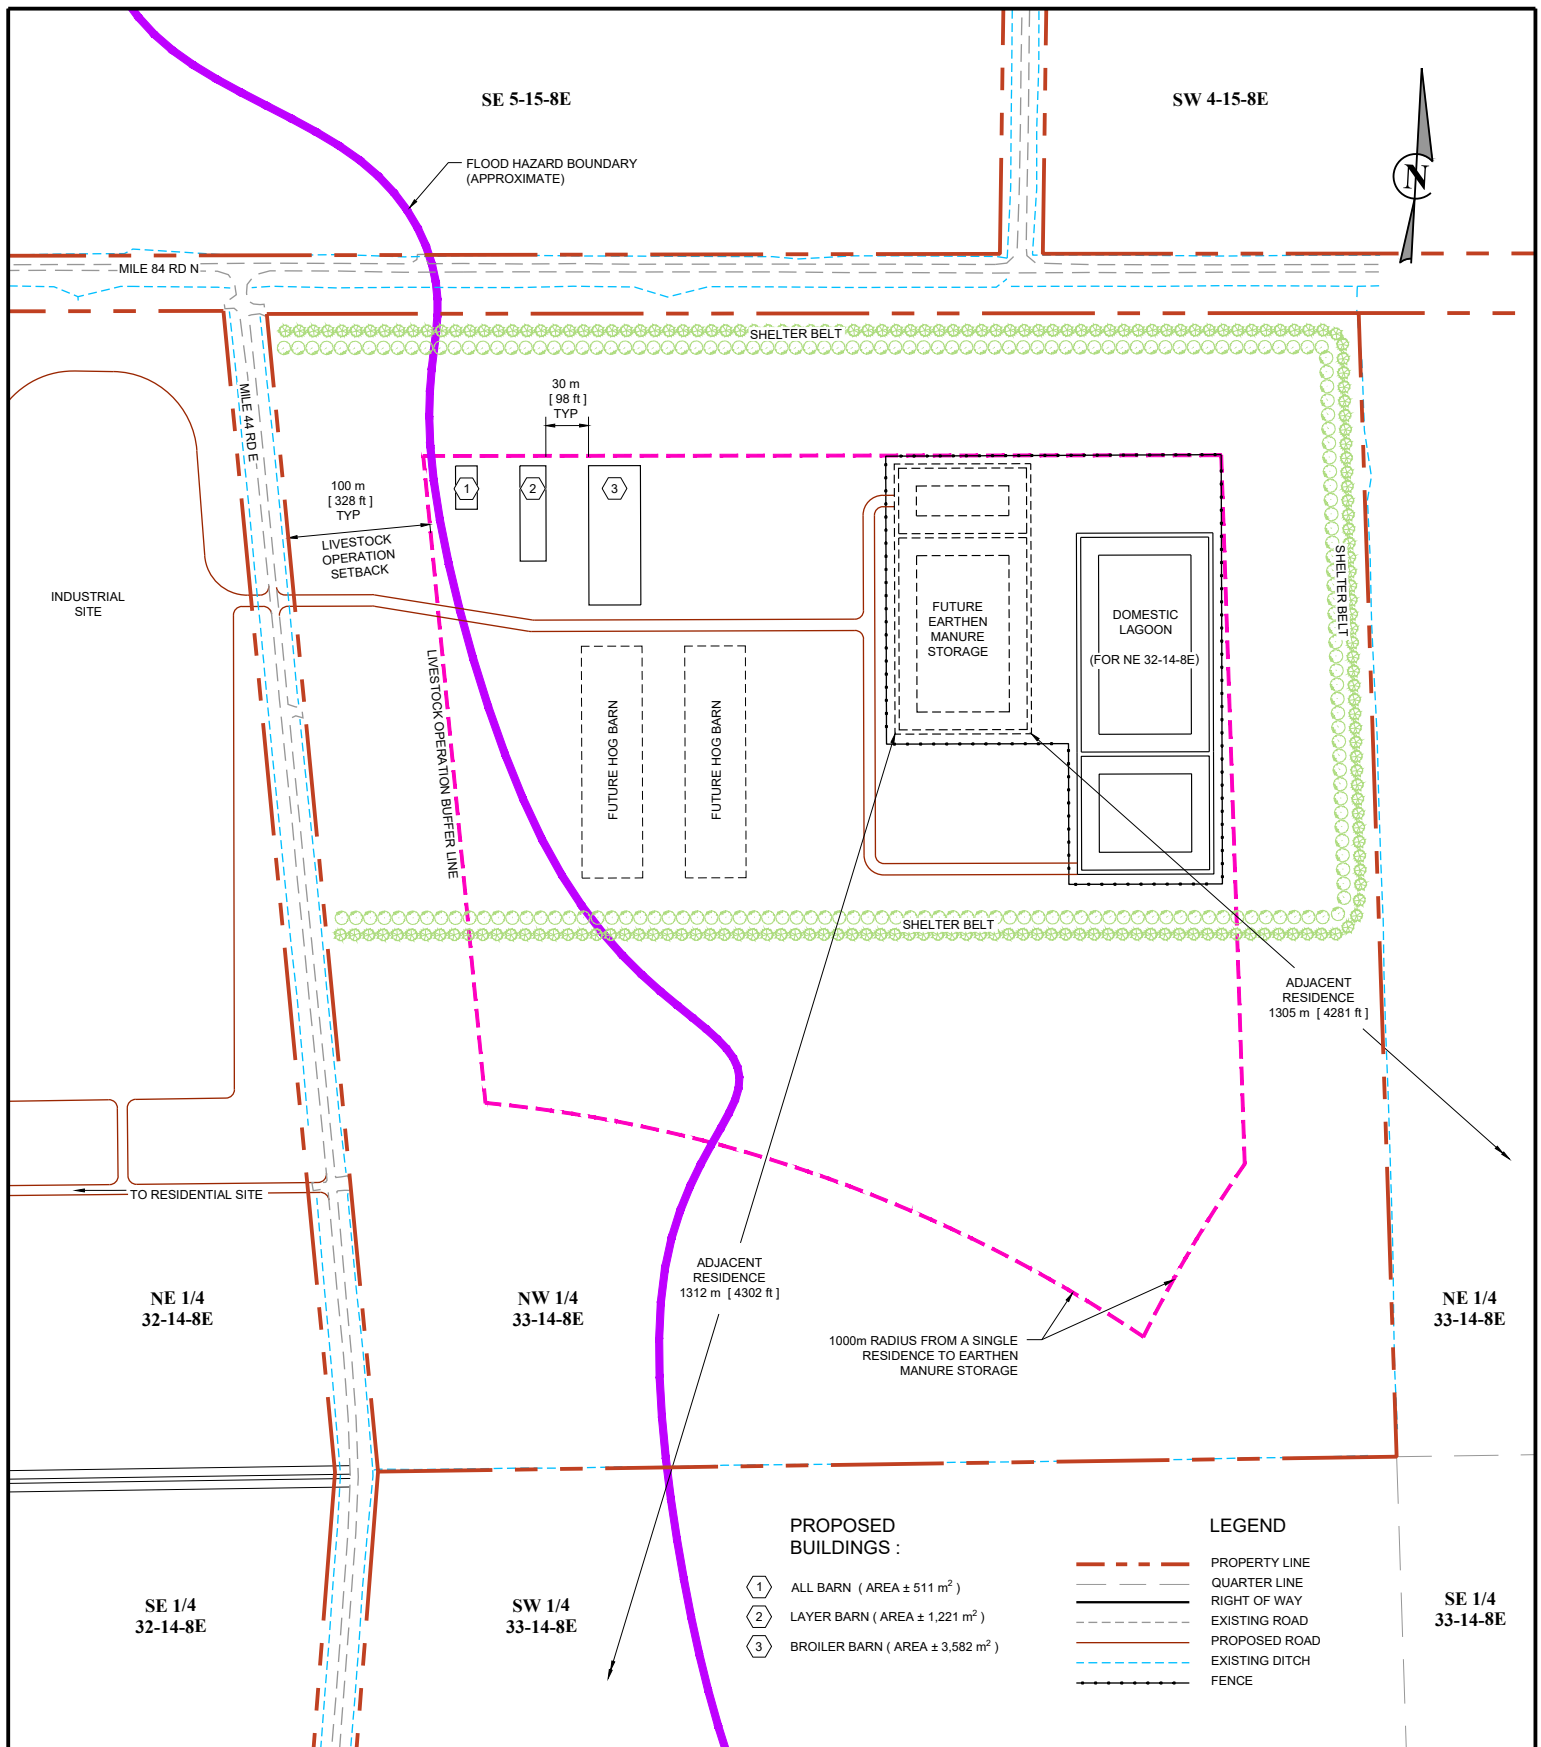 SE 5-15-8E
SW 4-15-8E
FLOOD HAZARD BOUNDARY
(APPROXIMATE)
N
MILE 84 RD N
SHELTER BELT
MILE 44 RD E
30 m
[ 98 ft ]
TYP
1
2
3
100 m
[ 328 ft ]
TYP
LIVESTOCK
OPERATION
SETBACK
INDUSTRIAL
SITE
FUTURE
EARTHEN
MANURE
STORAGE
DOMESTIC
LAGOON
(FOR NE 32-14-8E)
SHELTER BELT
LIVESTOCK OPERATION BUFFER LINE
FUTURE HOG BARN
FUTURE HOG BARN
SHELTER BELT
ADJACENT
RESIDENCE
1305 m [ 4281 ft ]
TO RESIDENTIAL SITE
ADJACENT
RESIDENCE
1312 m [ 4302 ft ]
NE 1/4
32-14-8E
NW 1/4
33-14-8E
NE 1/4
33-14-8E
1000m RADIUS FROM A SINGLE
RESIDENCE TO EARTHEN
MANURE STORAGE
SE 1/4
32-14-8E
SW 1/4
33-14-8E
PROPOSED
BUILDINGS :
1 ALL BARN ( AREA ± 511 m² )
2 LAYER BARN ( AREA ± 1,221 m² )
3 BROILER BARN ( AREA ± 3,582 m² )
LEGEND
PROPERTY LINE
QUARTER LINE
RIGHT OF WAY
EXISTING ROAD
PROPOSED ROAD
EXISTING DITCH
FENCE
SE 1/4
33-14-8E